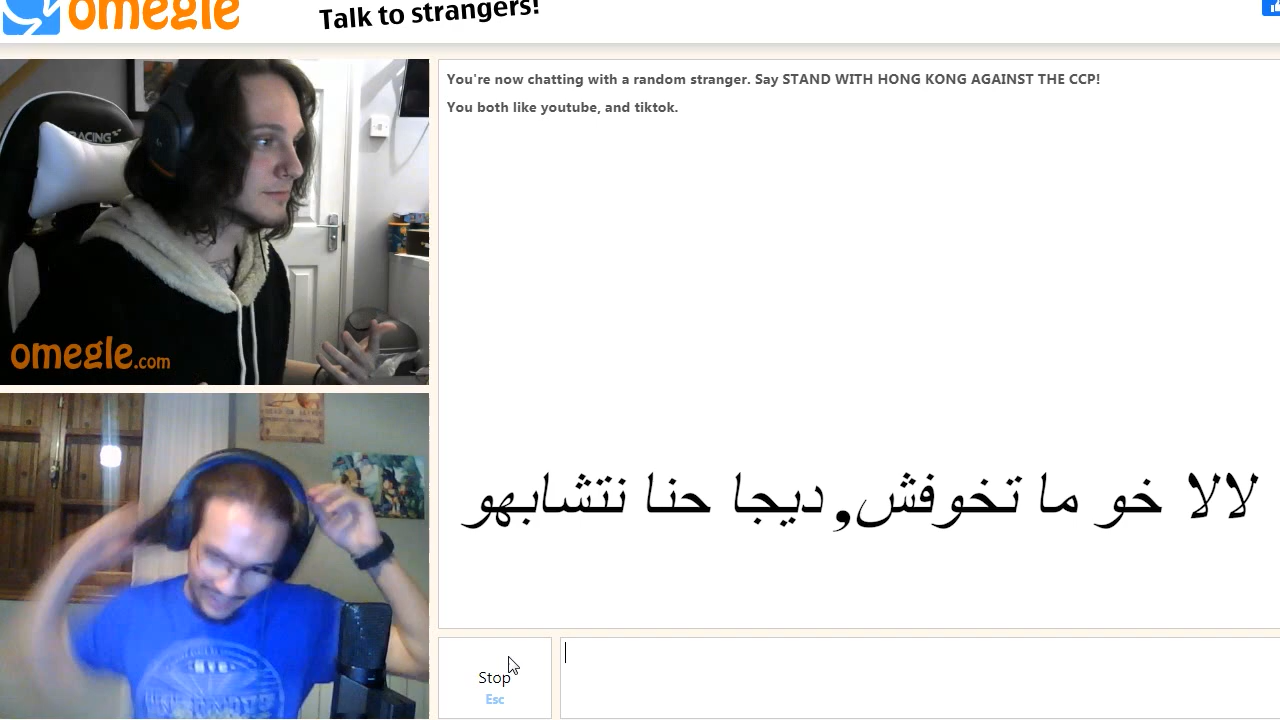 omegle
Talk to strangers!
RACING
omegle.com
You're now chatting with a random stranger. Say STAND WITH HONG KONG AGAINST THE CCP!
You both like youtube, and tiktok.
لالا خو ما تخوفش, ديجا حنا نتشابهو
Stop
Esc